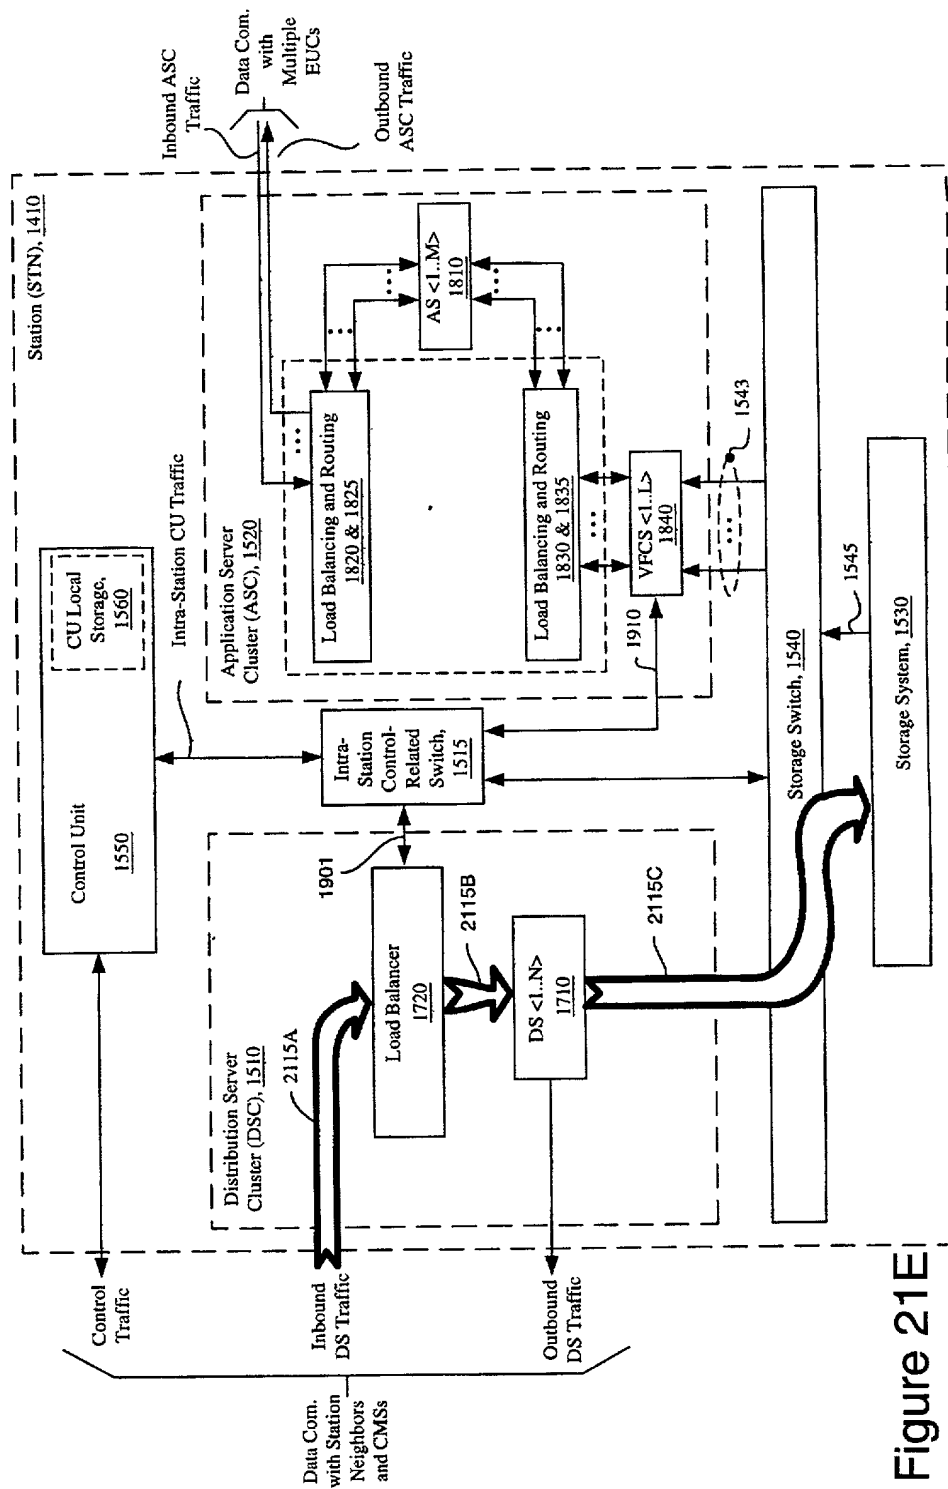 Station (STN), 1410
Control Unit
1550
CU Local
Storage,
1560
Control
Traffic
Intra-Station CU Traffic
Inbound ASC
Traffic
Data Com.
with
Multiple
EUCs
Outbound
ASC Traffic
Data Com.
with Station
Neighbors
and CMSs
Inbound
DS Traffic
Outbound
DS Traffic
Distribution Server
Cluster (DSC), 1510
2115A
Load Balancer
1720
2115B
DS <1..N>
1710
2115C
1901
Intra-
Station
Control-
Related
Switch,
1515
1910
Application Server
Cluster (ASC), 1520
Load Balancing and Routing
1820 & 1825
AS <1..M>
1810
Load Balancing and Routing
1830 & 1835
VFCS <1..L>
1840
1543
Storage Switch, 1540
1545
Storage System, 1530
Figure 21E